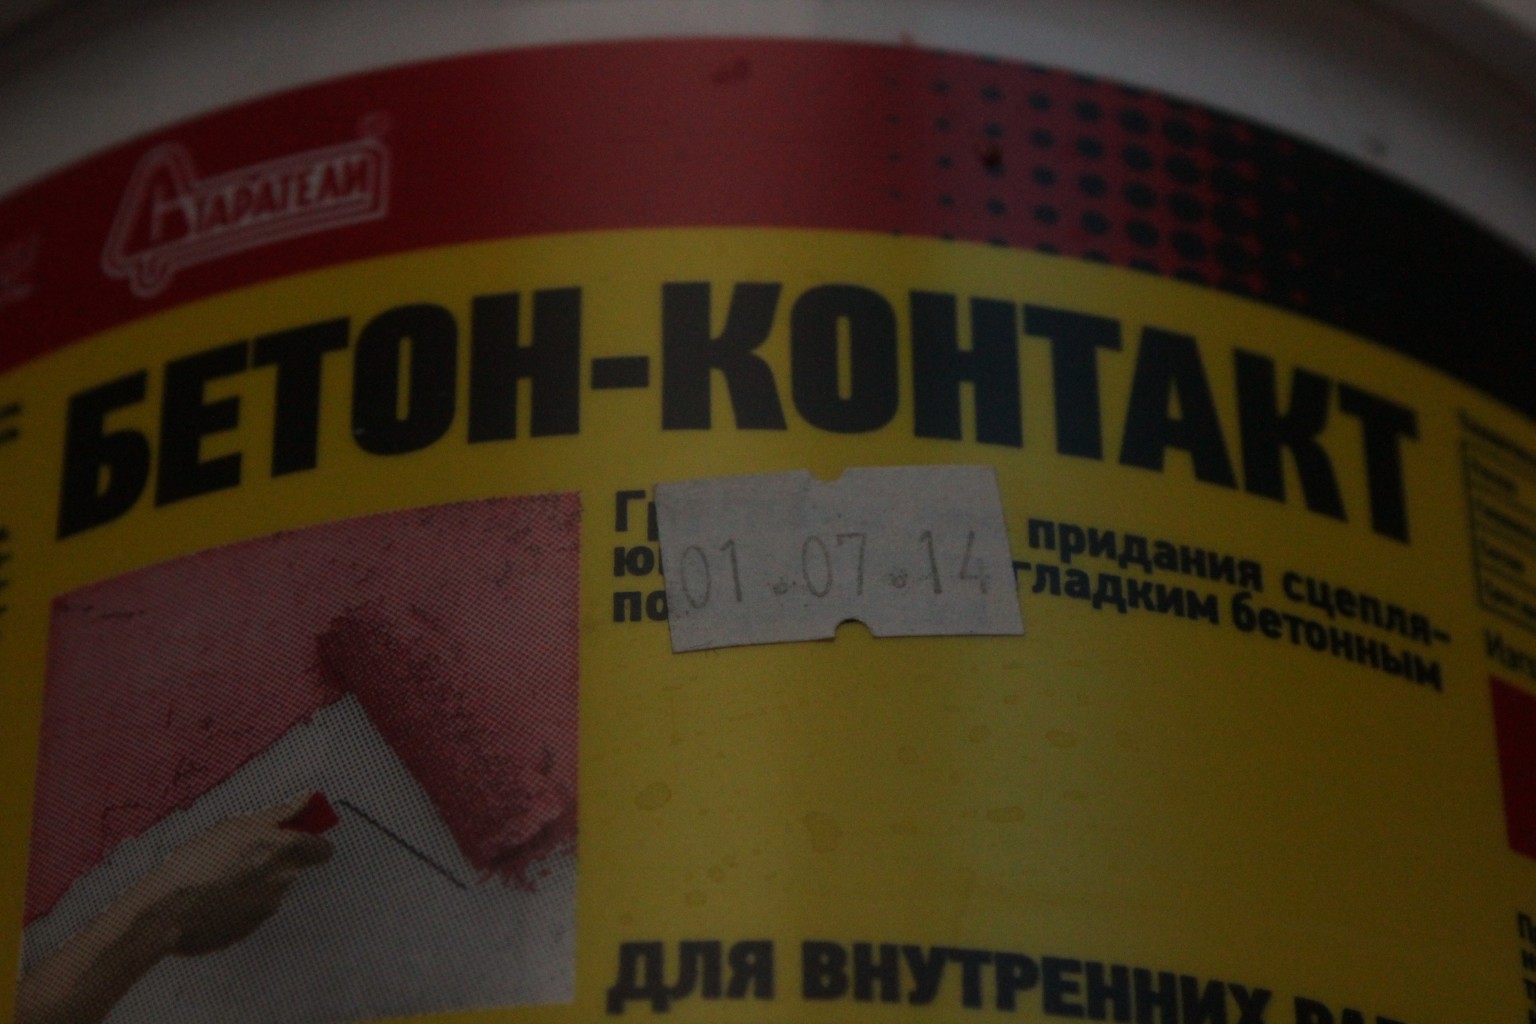 СТАРАТЕЛИ
БЕТОН-КОНТАКТ
придания сцепля-
гладким бетонным
01.07.14
ДЛЯ ВНУТРЕННИХ